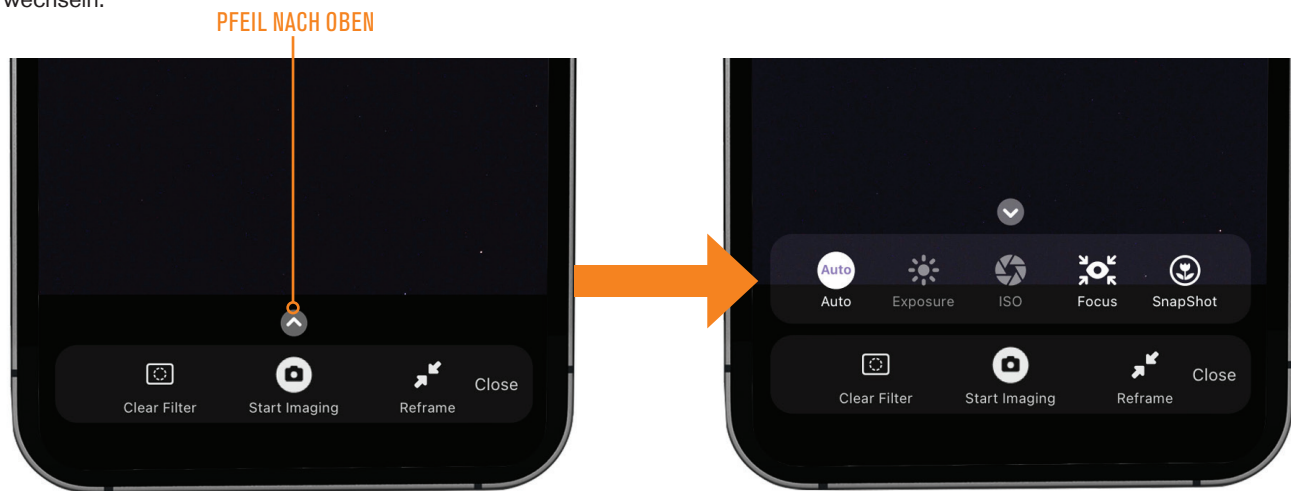 wechseln.
PFEIL NACH OBEN
Clear Filter Start Imaging Reframe Close
Auto
Auto Exposure ISO Focus SnapShot
Clear Filter Start Imaging Reframe Close